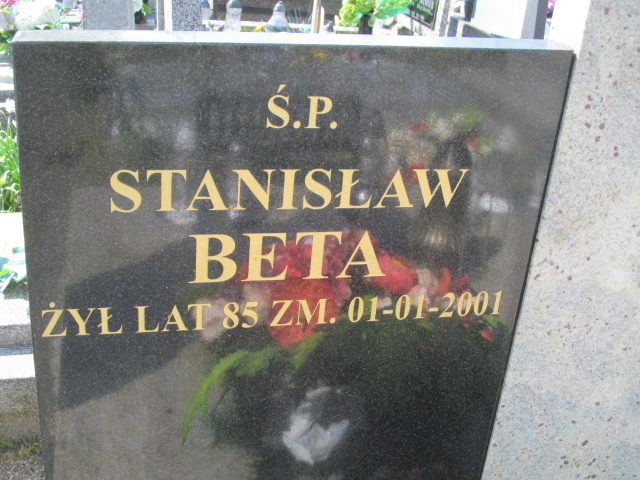 Ś.P.
STANISŁAW
BETA
ŻYŁ LAT 85 ZM. 01-01-2001